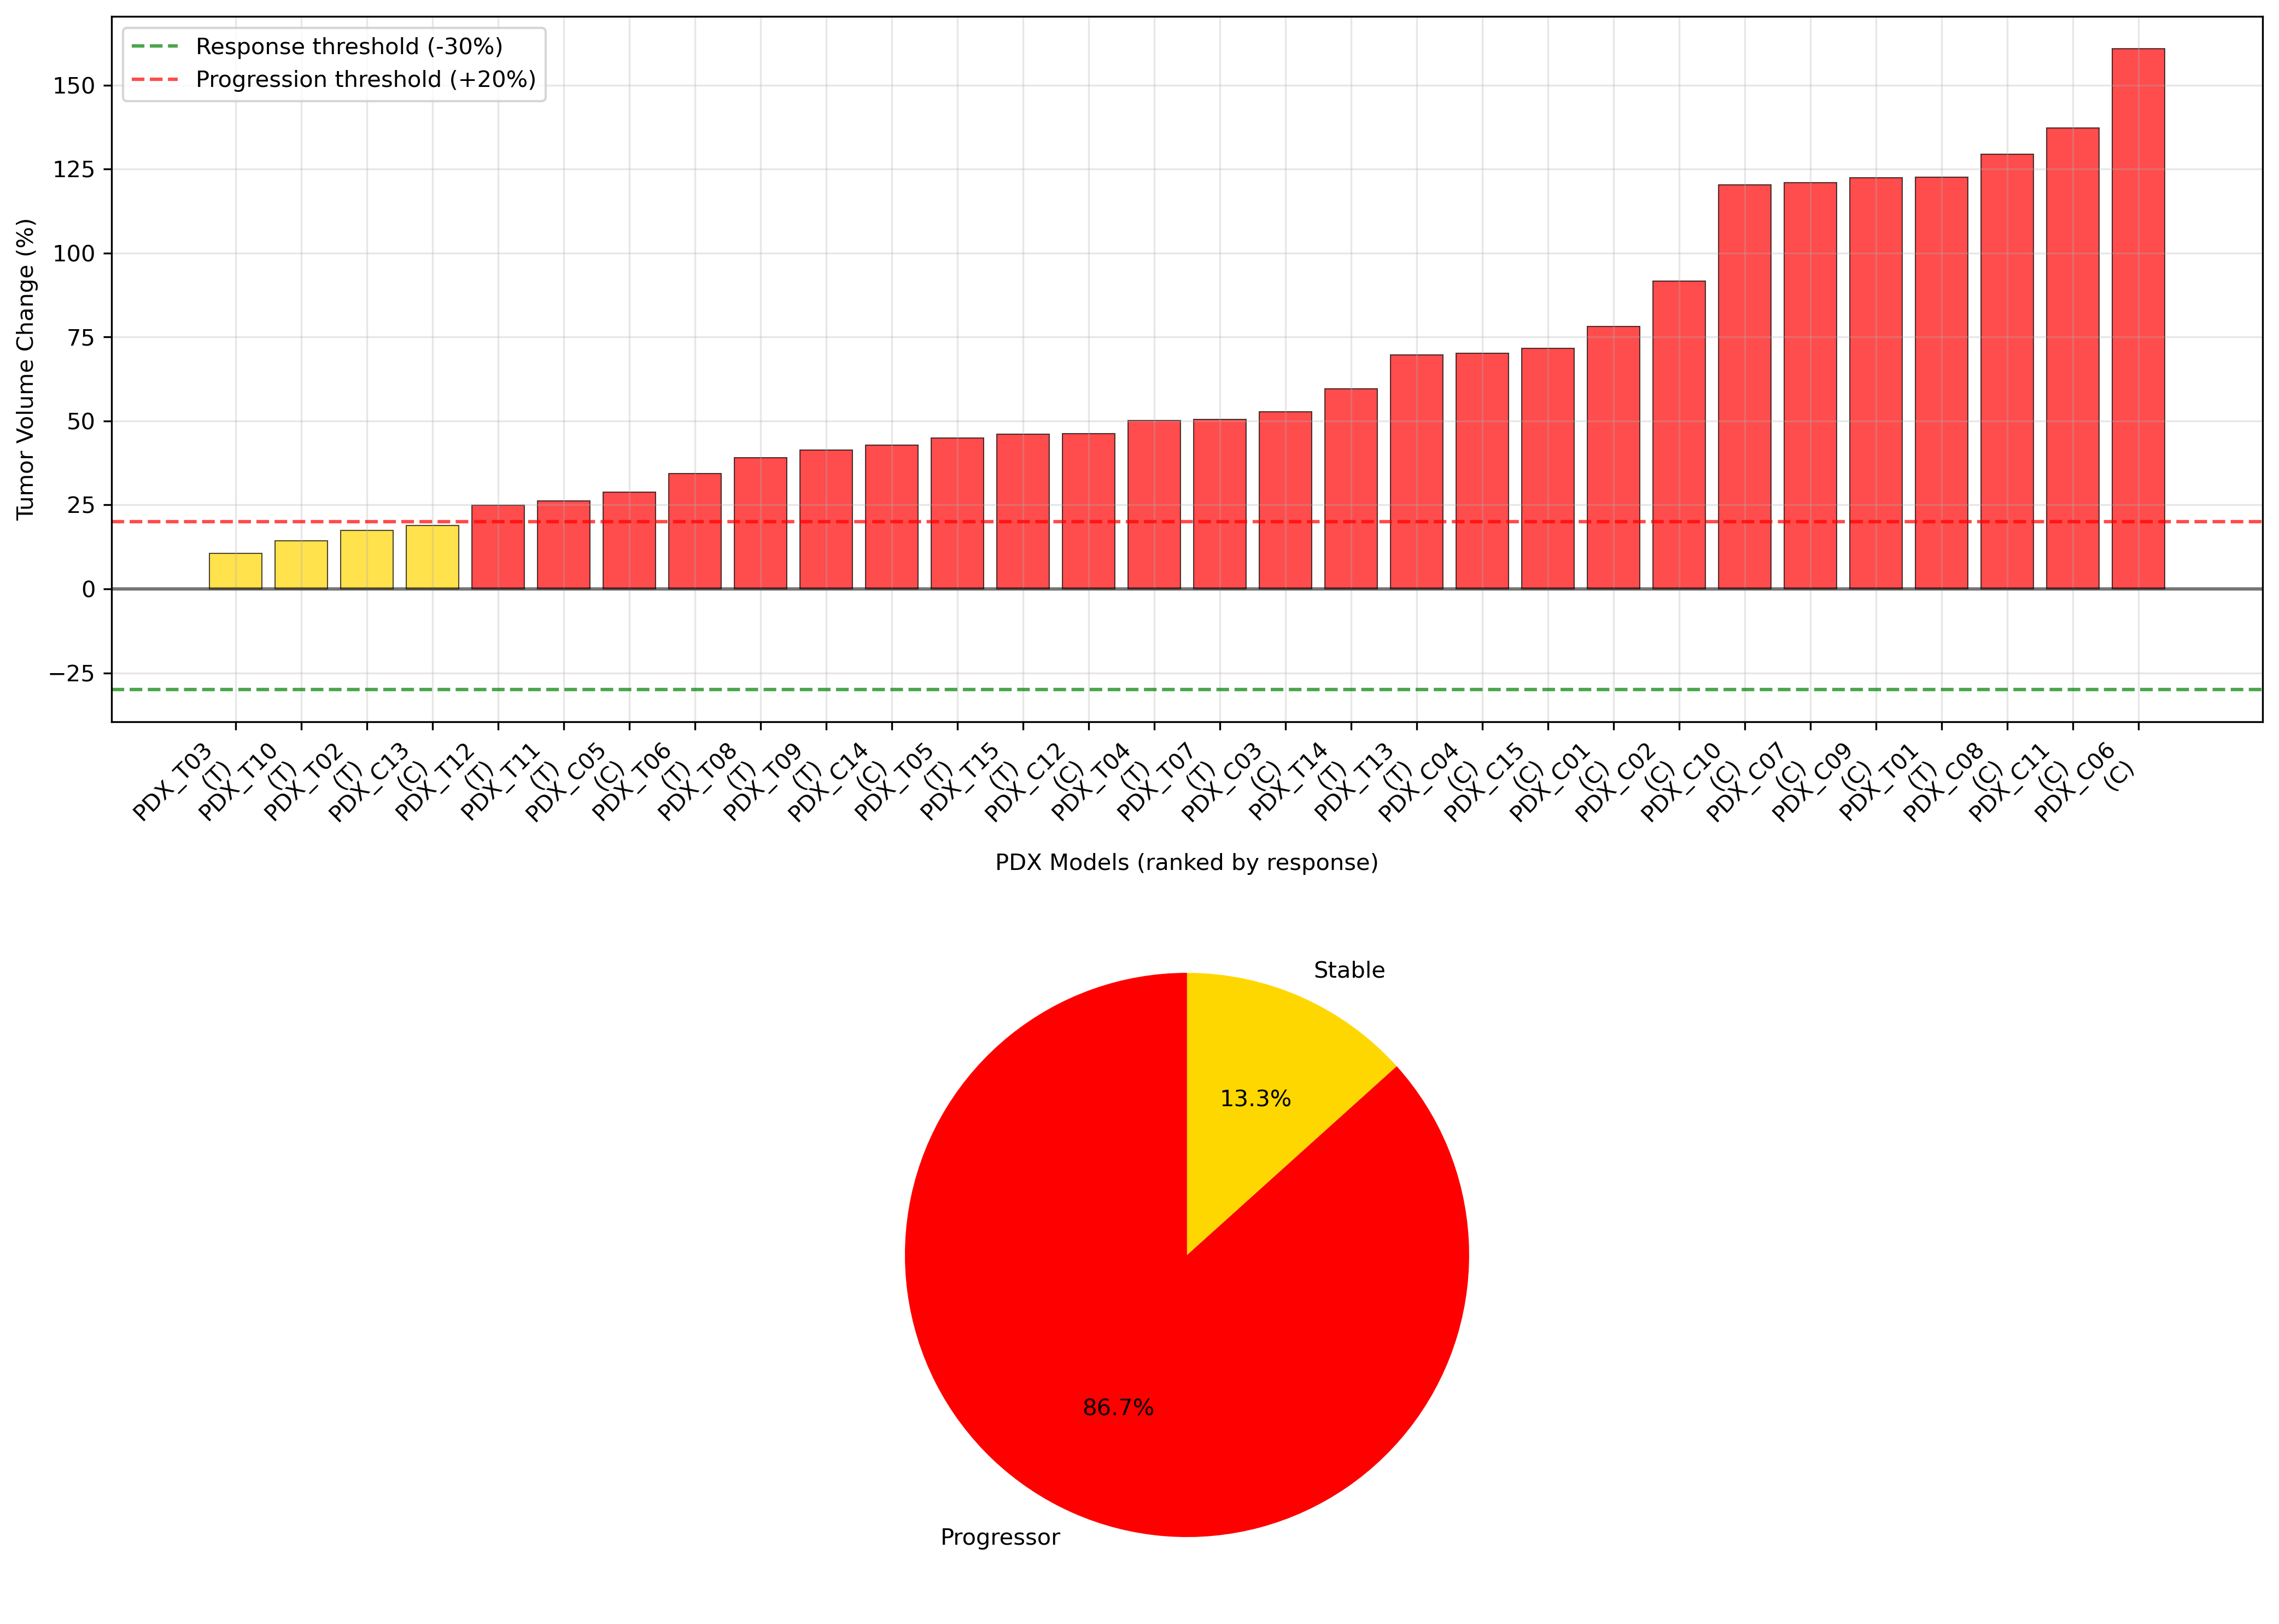 Response threshold (-30%)
Progression threshold (+20%)
Tumor Volume Change (%)
150
125
100
75
50
25
0
−25
PDX_T03
(T)
PDX_T10
(T)
PDX_T02
(T)
PDX_C13
(C)
PDX_T12
(T)
PDX_T11
(T)
PDX_C05
(C)
PDX_T06
(T)
PDX_T08
(T)
PDX_T09
(T)
PDX_C14
(C)
PDX_T05
(T)
PDX_T15
(T)
PDX_C12
(C)
PDX_T04
(T)
PDX_T07
(T)
PDX_C03
(C)
PDX_T14
(T)
PDX_T13
(T)
PDX_C04
(C)
PDX_C15
(C)
PDX_C01
(C)
PDX_C02
(C)
PDX_C10
(C)
PDX_C07
(C)
PDX_C09
(C)
PDX_T01
(T)
PDX_C08
(C)
PDX_C11
(C)
PDX_C06
(C)
PDX Models (ranked by response)
Stable
13.3%
86.7%
Progressor